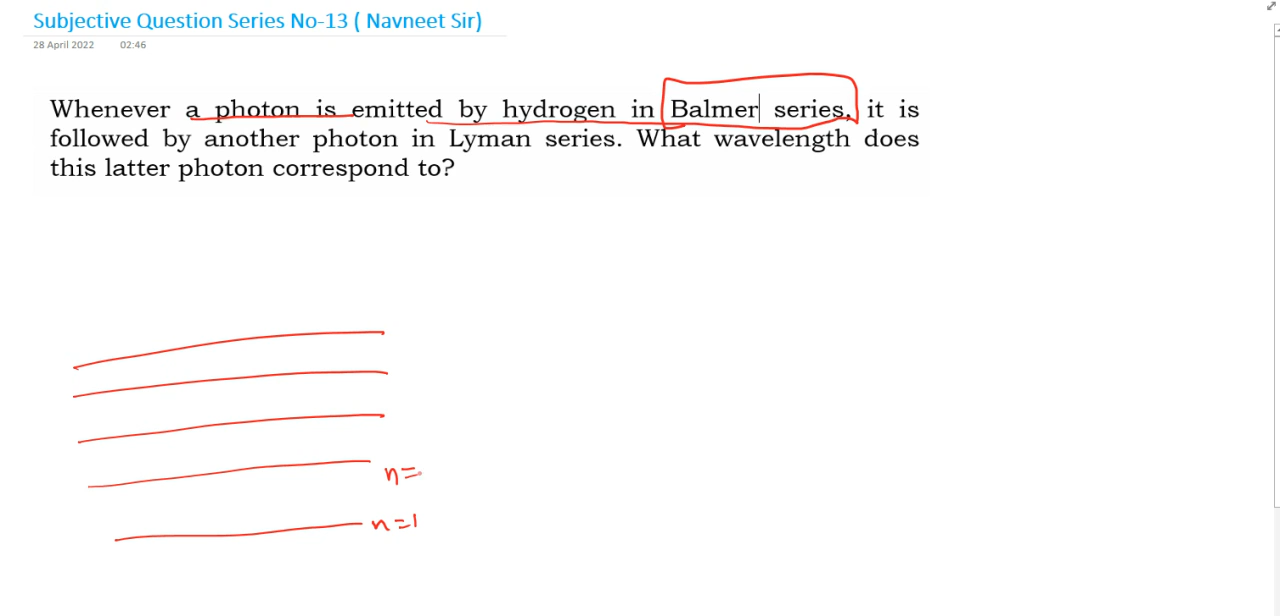 Subjective Question Series No-13 ( Navneet Sir)
28 April 2022 02:46
Whenever a photon is emitted by hydrogen in Balmer series, it is
followed by another photon in Lyman series. What wavelength does
this latter photon correspond to?
n=
n=1